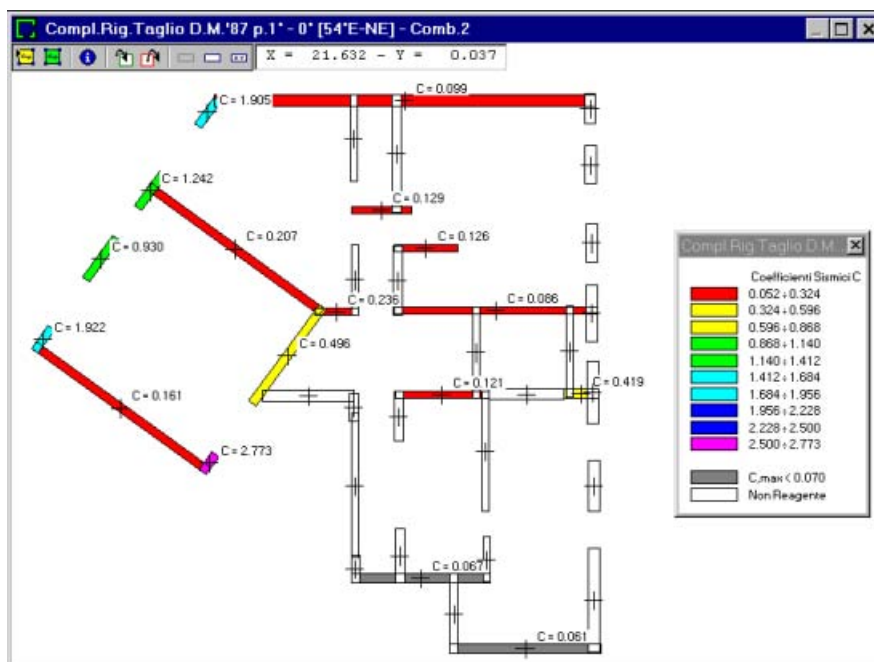 Compl.Rig.Taglio D.M.'87 p.1° - 0° [54°E-NE] - Comb.2
X = 21.632 - Y = 0.037
C = 1.905
C = 0.099
C = 1.242
C = 0.129
C = 0.207
C = 0.126
C = 0.930
C = 0.236
C = 0.086
C = 1.922
C = 0.496
C = 0.121
C = 0.419
C = 0.161
C = 2.773
C = 0.067
C = 0.061
Compl.Rig.Taglio D.M...
Coefficienti Sismici C
0.052÷0.324
0.324÷0.596
0.596÷0.868
0.868÷1.140
1.140÷1.412
1.412÷1.684
1.684÷1.956
1.956÷2.228
2.228÷2.500
2.500÷2.773
C,max < 0.070
Non Reagente